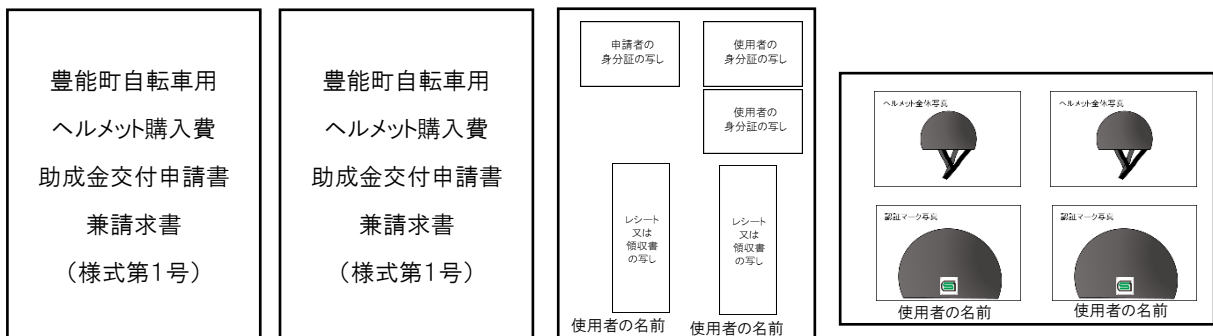 豊能町自転車用
ヘルメット購入費
助成金交付申請書
兼請求書
（様式第1号）
豊能町自転車用
ヘルメット購入費
助成金交付申請書
兼請求書
（様式第1号）
申請者の
身分証の写し
使用者の
身分証の写し
使用者の
身分証の写し
レシート
又は
領収書
の写し
レシート
又は
領収書
の写し
使用者の名前
使用者の名前
ヘルメット全体写真
ヘルメット全体写真
認証マーク写真
認証マーク写真
使用者の名前
使用者の名前